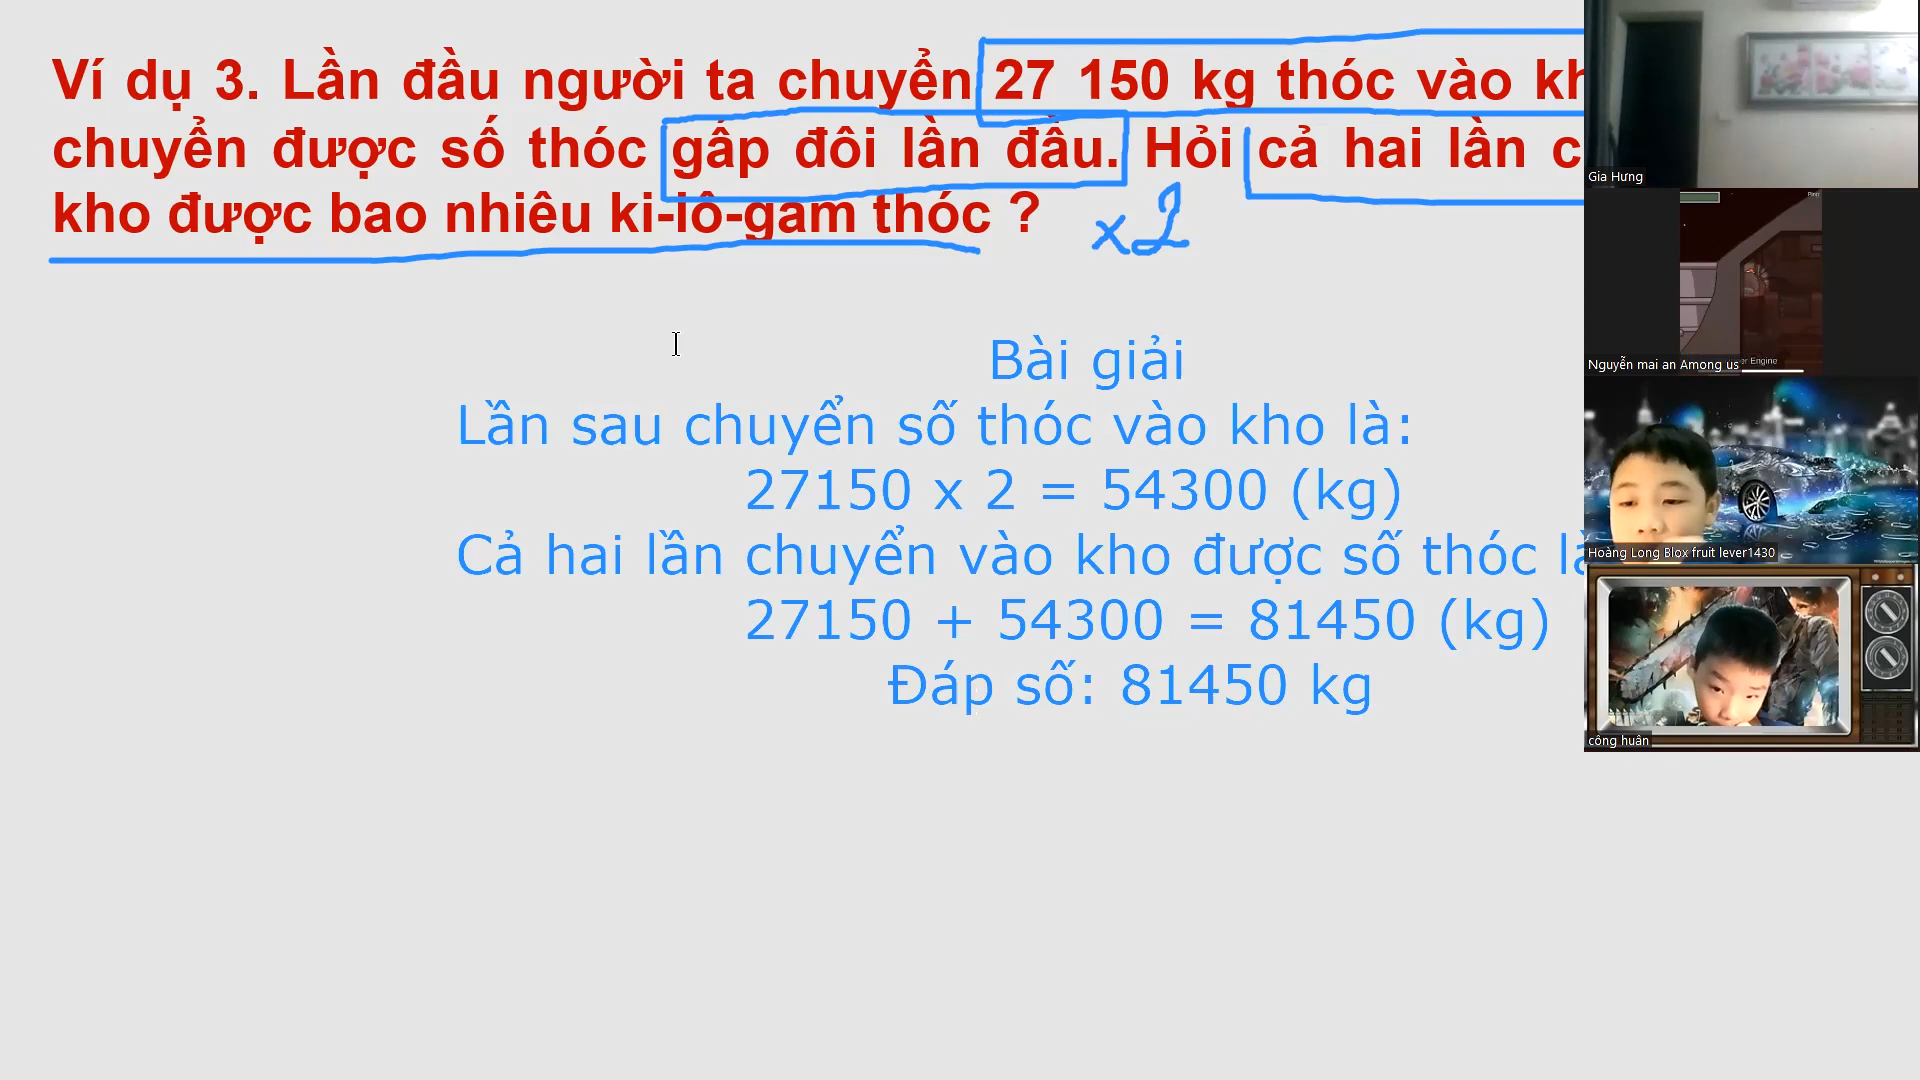 Ví dụ 3. Lần đầu người ta chuyển 27 150 kg thóc vào kh
chuyển được số thóc gấp đôi lần đầu. Hỏi cả hai lần c
kho được bao nhiêu ki-lô-gam thóc ?
x2
Bài giải
Lần sau chuyển số thóc vào kho là:
27150 x 2 = 54300 (kg)
Cả hai lần chuyển vào kho được số thóc là
27150 + 54300 = 81450 (kg)
Đáp số: 81450 kg
Gia Hưng
Ping
er Engine
Nguyễn mai an Among us
Hoàng Long Blox fruit lever1430
công huân